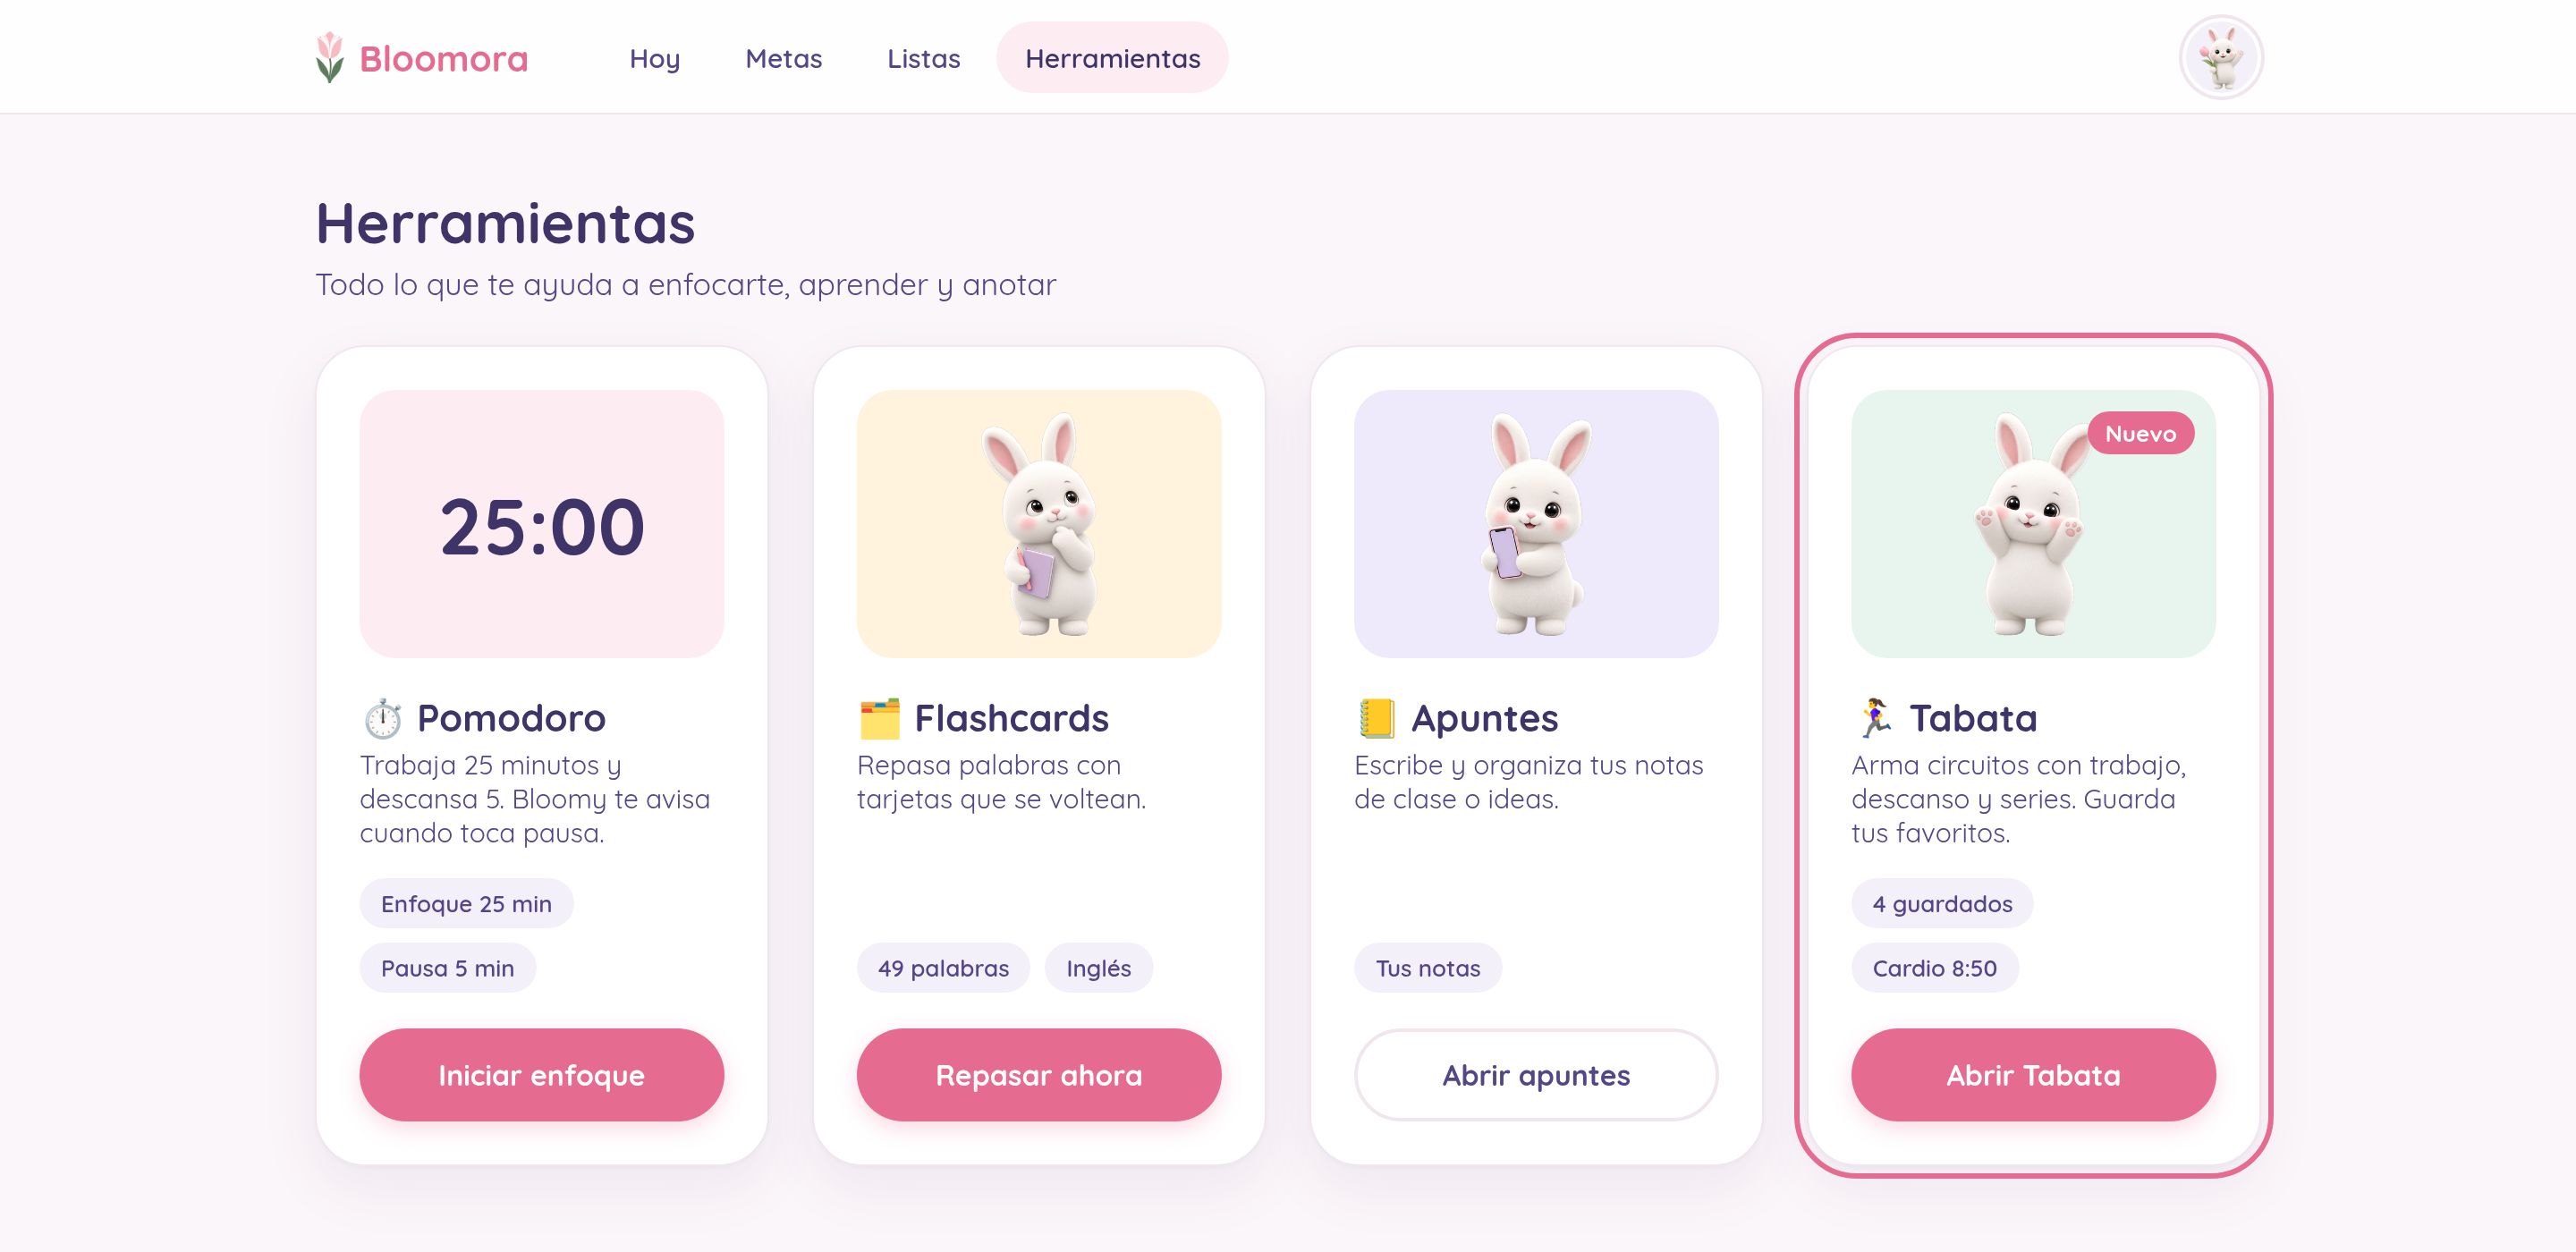 Bloomora
Hoy
Metas
Listas
Herramientas
Herramientas
Todo lo que te ayuda a enfocarte, aprender y anotar
25:00
Pomodoro
Trabaja 25 minutos y
descansa 5. Bloomy te avisa
cuando toca pausa.
Enfoque 25 min
Pausa 5 min
Iniciar enfoque
Flashcards
Repasa palabras con
tarjetas que se voltean.
49 palabras
Inglés
Repasar ahora
Apuntes
Escribe y organiza tus notas
de clase o ideas.
Tus notas
Abrir apuntes
Nuevo
Tabata
Arma circuitos con trabajo,
descanso y series. Guarda
tus favoritos.
4 guardados
Cardio 8:50
Abrir Tabata